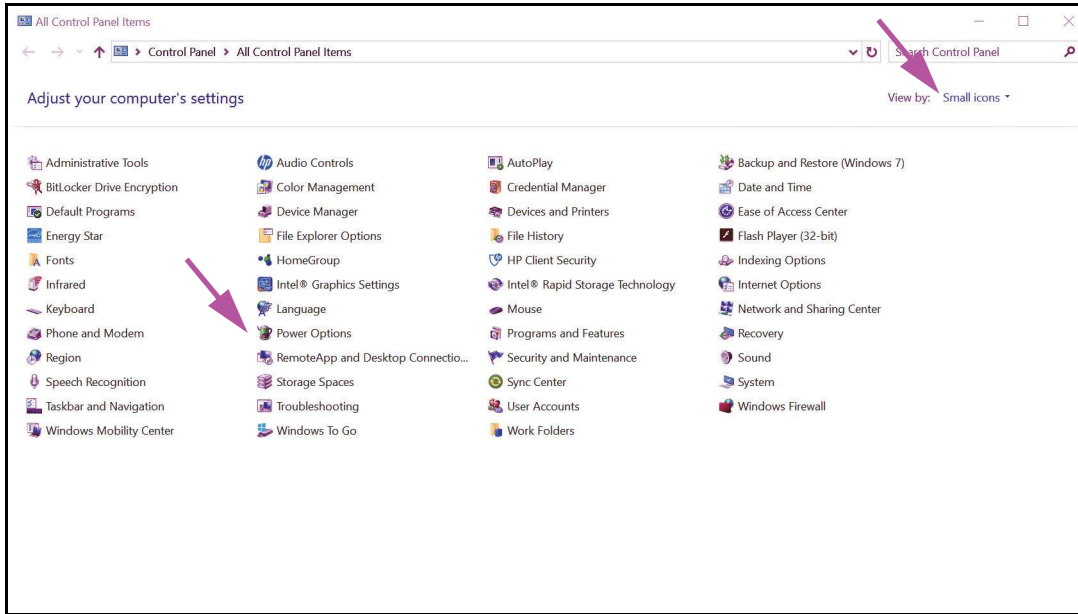 All Control Panel Items
Control Panel > All Control Panel Items
Search Control Panel
Adjust your computer's settings
View by: Small icons
Administrative Tools Audio Controls AutoPlay Backup and Restore (Windows 7)
BitLocker Drive Encryption Color Management Credential Manager Date and Time
Default Programs Device Manager Devices and Printers Ease of Access Center
Energy Star File Explorer Options File History Flash Player (32-bit)
Fonts HomeGroup HP Client Security Indexing Options
Infrared Intel® Graphics Settings Intel® Rapid Storage Technology Internet Options
Keyboard Language Mouse Network and Sharing Center
Phone and Modem Power Options Programs and Features Recovery
Region RemoteApp and Desktop Connectio... Security and Maintenance Sound
Speech Recognition Storage Spaces Sync Center System
Taskbar and Navigation Troubleshooting User Accounts Windows Firewall
Windows Mobility Center Windows To Go Work Folders